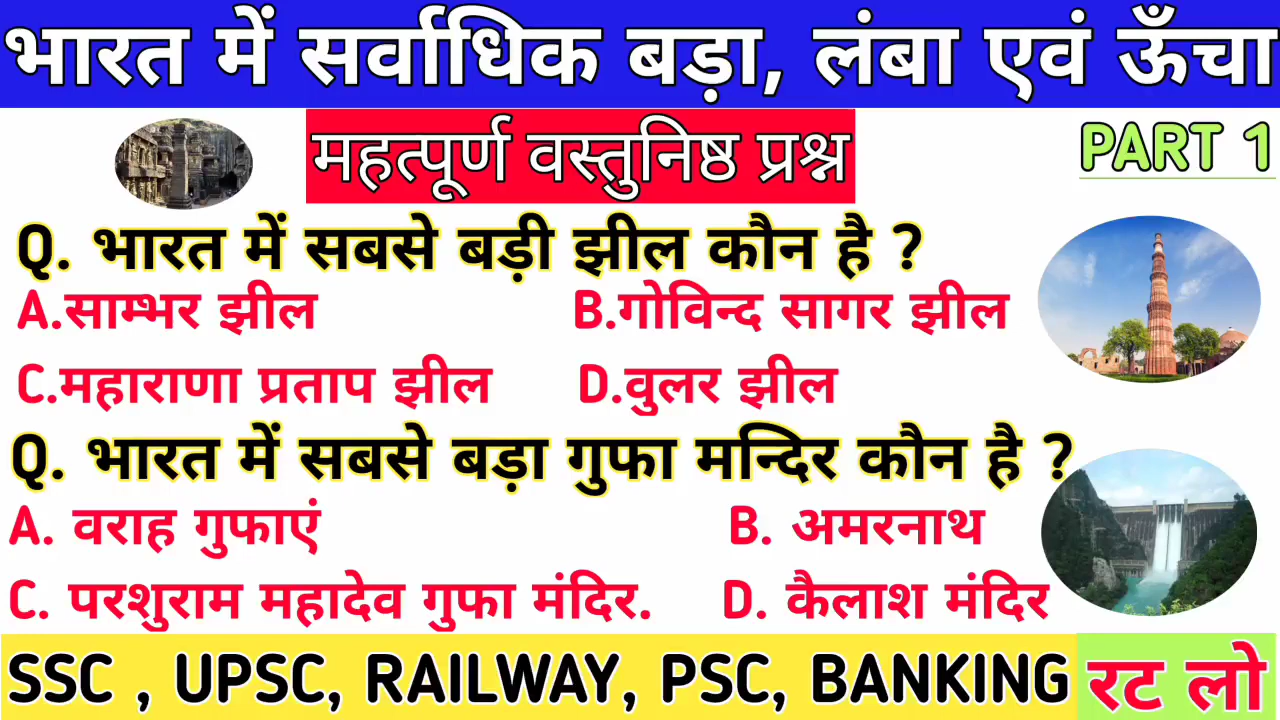 भारत में सर्वाधिक बड़ा, लंबा एवं ऊँचा
महत्पूर्ण वस्तुनिष्ठ प्रश्न
PART 1
Q. भारत में सबसे बड़ी झील कौन है ?
A.साम्भर झील B.गोविन्द सागर झील
C.महाराणा प्रताप झील D.वुलर झील
Q. भारत में सबसे बड़ा गुफा मन्दिर कौन है ?
A. वराह गुफाएं B. अमरनाथ
C. परशुराम महादेव गुफा मंदिर. D. कैलाश मंदिर
SSC , UPSC, RAILWAY, PSC, BANKING रट लो